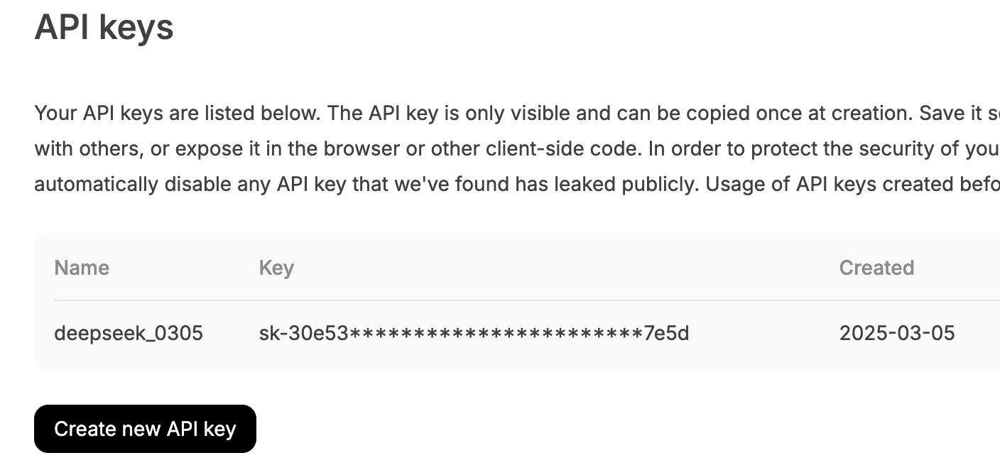 API keys
Your API keys are listed below. The API key is only visible and can be copied once at creation. Save it
with others, or expose it in the browser or other client-side code. In order to protect the security of you
automatically disable any API key that we've found has leaked publicly. Usage of API keys created befo
Name Key Created
deepseek_0305 sk-30e53***********************7e5d 2025-03-05
Create new API key